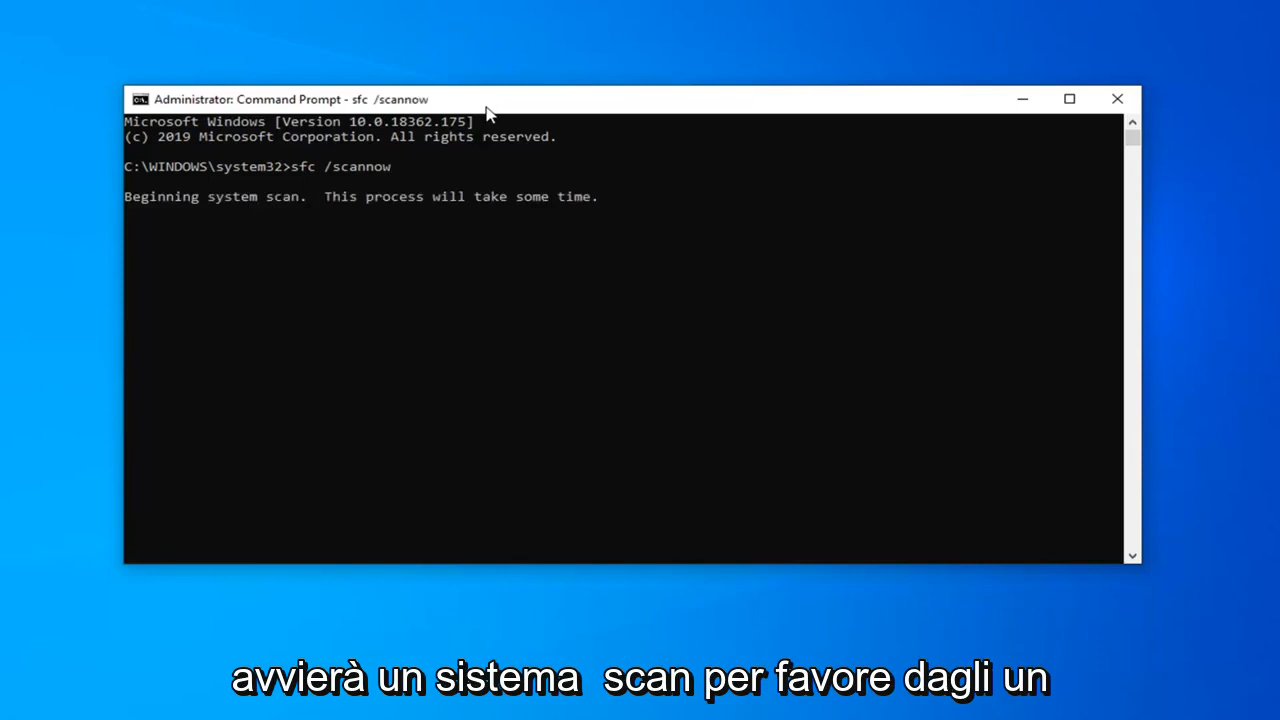 Administrator: Command Prompt - sfc /scannow
Microsoft Windows [Version 10.0.18362.175]
(c) 2019 Microsoft Corporation. All rights reserved.
C:\WINDOWS\system32>sfc /scannow
Beginning system scan.  This process will take some time.
avvierà un sistema  scan per favore dagli un